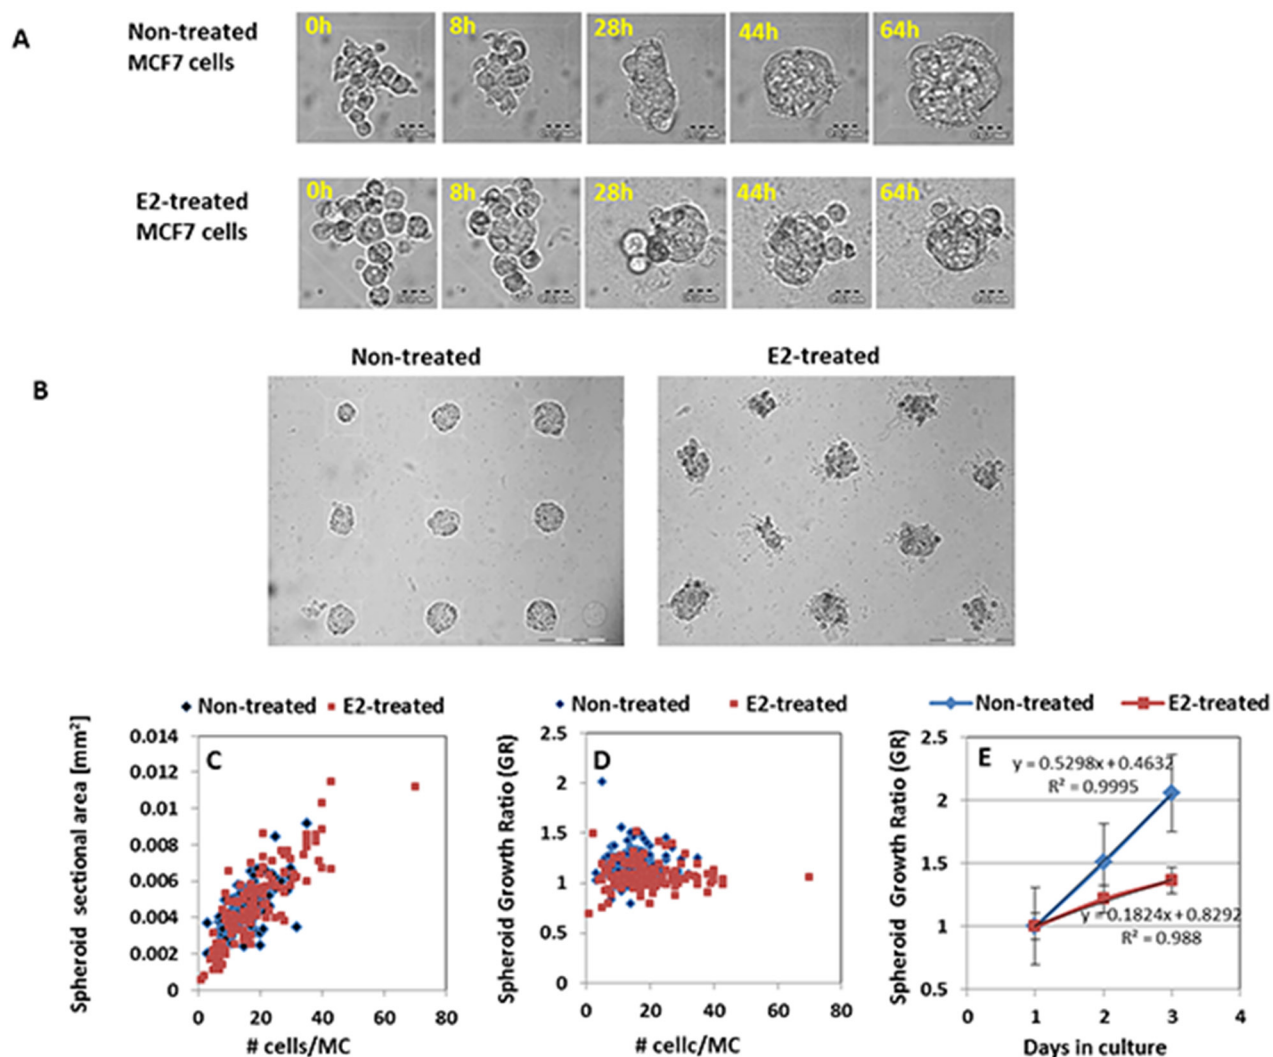 A
Non-treated
MCF7 cells
0h
8h
28h
44h
64h
E2-treated
MCF7 cells
0h
8h
28h
44h
64h
B
Non-treated
E2-treated
Non-treated E2-treated
Spheroid sectional area [mm²]
0.014
0.012
0.01
0.008
0.006
0.004
0.002
0
C
0 20 40 60 80
# cells/MC
Non-treated E2-treated
Spheroid Growth Ratio (GR)
2.5
2
1.5
1
0.5
0
D
0 20 40 60 80
# cellc/MC
Non-treated E2-treated
Spheroid Growth Ratio (GR)
2.5
2
1.5
1
0.5
E
y = 0.5298x + 0.4632
R² = 0.9995
y = 0.1824x + 0.8292
R² = 0.988
0 1 2 3 4
Days in culture